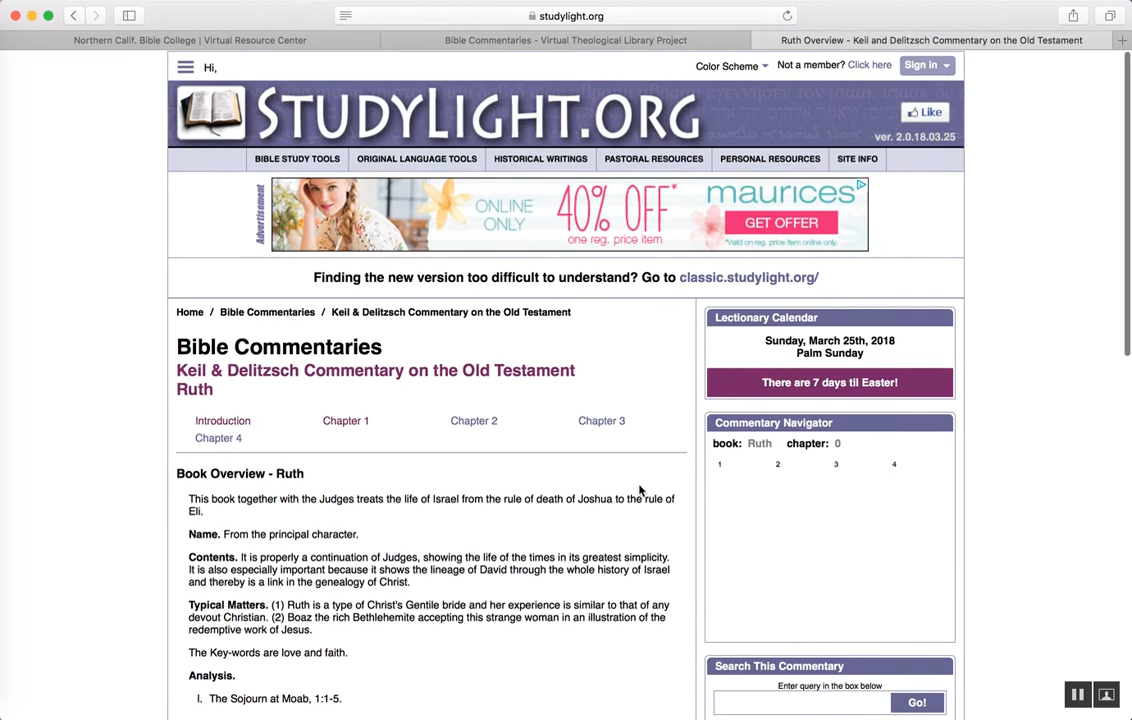 studylight.org
Northern Calif. Bible College | Virtual Resource Center
Bible Commentaries - Virtual Theological Library Project
Ruth Overview - Keil and Delitzsch Commentary on the Old Testament
Hi,
Color Scheme
Not a member? Click here
Sign in
STUDYLIGHT.ORG
Like
ver. 2.0.18.03.25
BIBLE STUDY TOOLS
ORIGINAL LANGUAGE TOOLS
HISTORICAL WRITINGS
PASTORAL RESOURCES
PERSONAL RESOURCES
SITE INFO
Advertisement
ONLINE
ONLY
40% OFF*
one reg. price item
maurices
GET OFFER
*Valid on reg. price item online only.
Finding the new version too difficult to understand? Go to classic.studylight.org/
Home / Bible Commentaries / Keil & Delitzsch Commentary on the Old Testament
Bible Commentaries
Keil & Delitzsch Commentary on the Old Testament
Ruth
Introduction
Chapter 1
Chapter 2
Chapter 3
Chapter 4
Book Overview - Ruth
This book together with the Judges treats the life of Israel from the rule of death of Joshua to the rule of
Eli.
Name. From the principal character.
Contents. It is properly a continuation of Judges, showing the life of the times in its greatest simplicity.
It is also especially important because it shows the lineage of David through the whole history of Israel
and thereby is a link in the genealogy of Christ.
Typical Matters. (1) Ruth is a type of Christ's Gentile bride and her experience is similar to that of any
devout Christian. (2) Boaz the rich Bethlehemite accepting this strange woman in an illustration of the
redemptive work of Jesus.
The Key-words are love and faith.
Analysis.
I. The Sojourn at Moab, 1:1-5.
Lectionary Calendar
Sunday, March 25th, 2018
Palm Sunday
There are 7 days til Easter!
Commentary Navigator
book: Ruth chapter: 0
1 2 3 4
Search This Commentary
Enter query in the box below
Go!